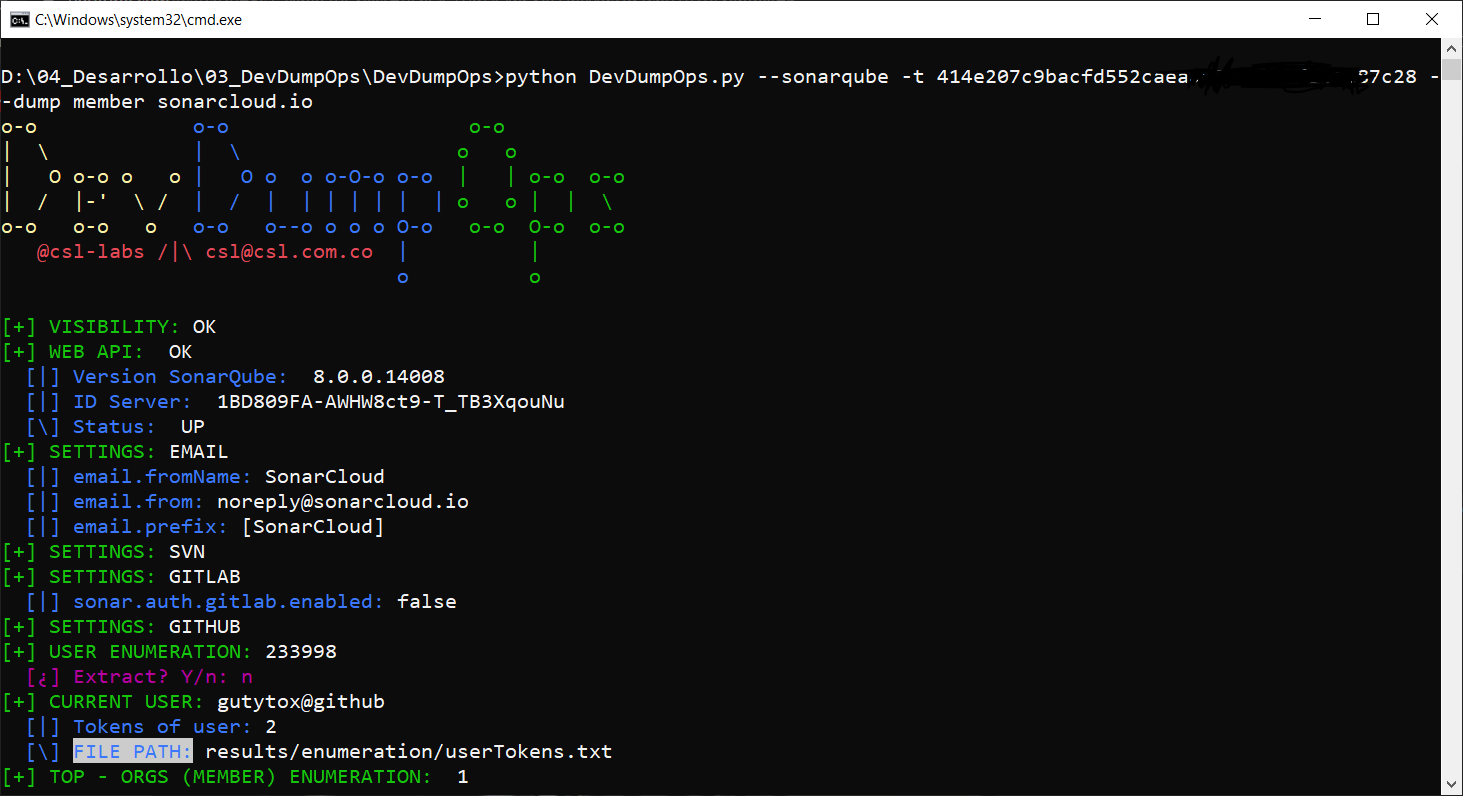 C:\Windows\system32\cmd.exe
D:\04_Desarrollo\03_DevDumpOps\DevDumpOps>python DevDumpOps.py --sonarqube -t 414e207c9bacfd552caea 87c28 -
-dump member sonarcloud.io
DevDumpOps
@csl-labs /|\ csl@csl.com.co
[+] VISIBILITY: OK
[+] WEB API: OK
[|] Version SonarQube: 8.0.0.14008
[|] ID Server: 1BD809FA-AWHW8ct9-T_TB3XqouNu
[\] Status: UP
[+] SETTINGS: EMAIL
[|] email.fromName: SonarCloud
[|] email.from: noreply@sonarcloud.io
[|] email.prefix: [SonarCloud]
[+] SETTINGS: SVN
[+] SETTINGS: GITLAB
[|] sonar.auth.gitlab.enabled: false
[+] SETTINGS: GITHUB
[+] USER ENUMERATION: 233998
[¿] Extract? Y/n: n
[+] CURRENT USER: gutytox@github
[|] Tokens of user: 2
[\] FILE PATH: results/enumeration/userTokens.txt
[+] TOP - ORGS (MEMBER) ENUMERATION: 1